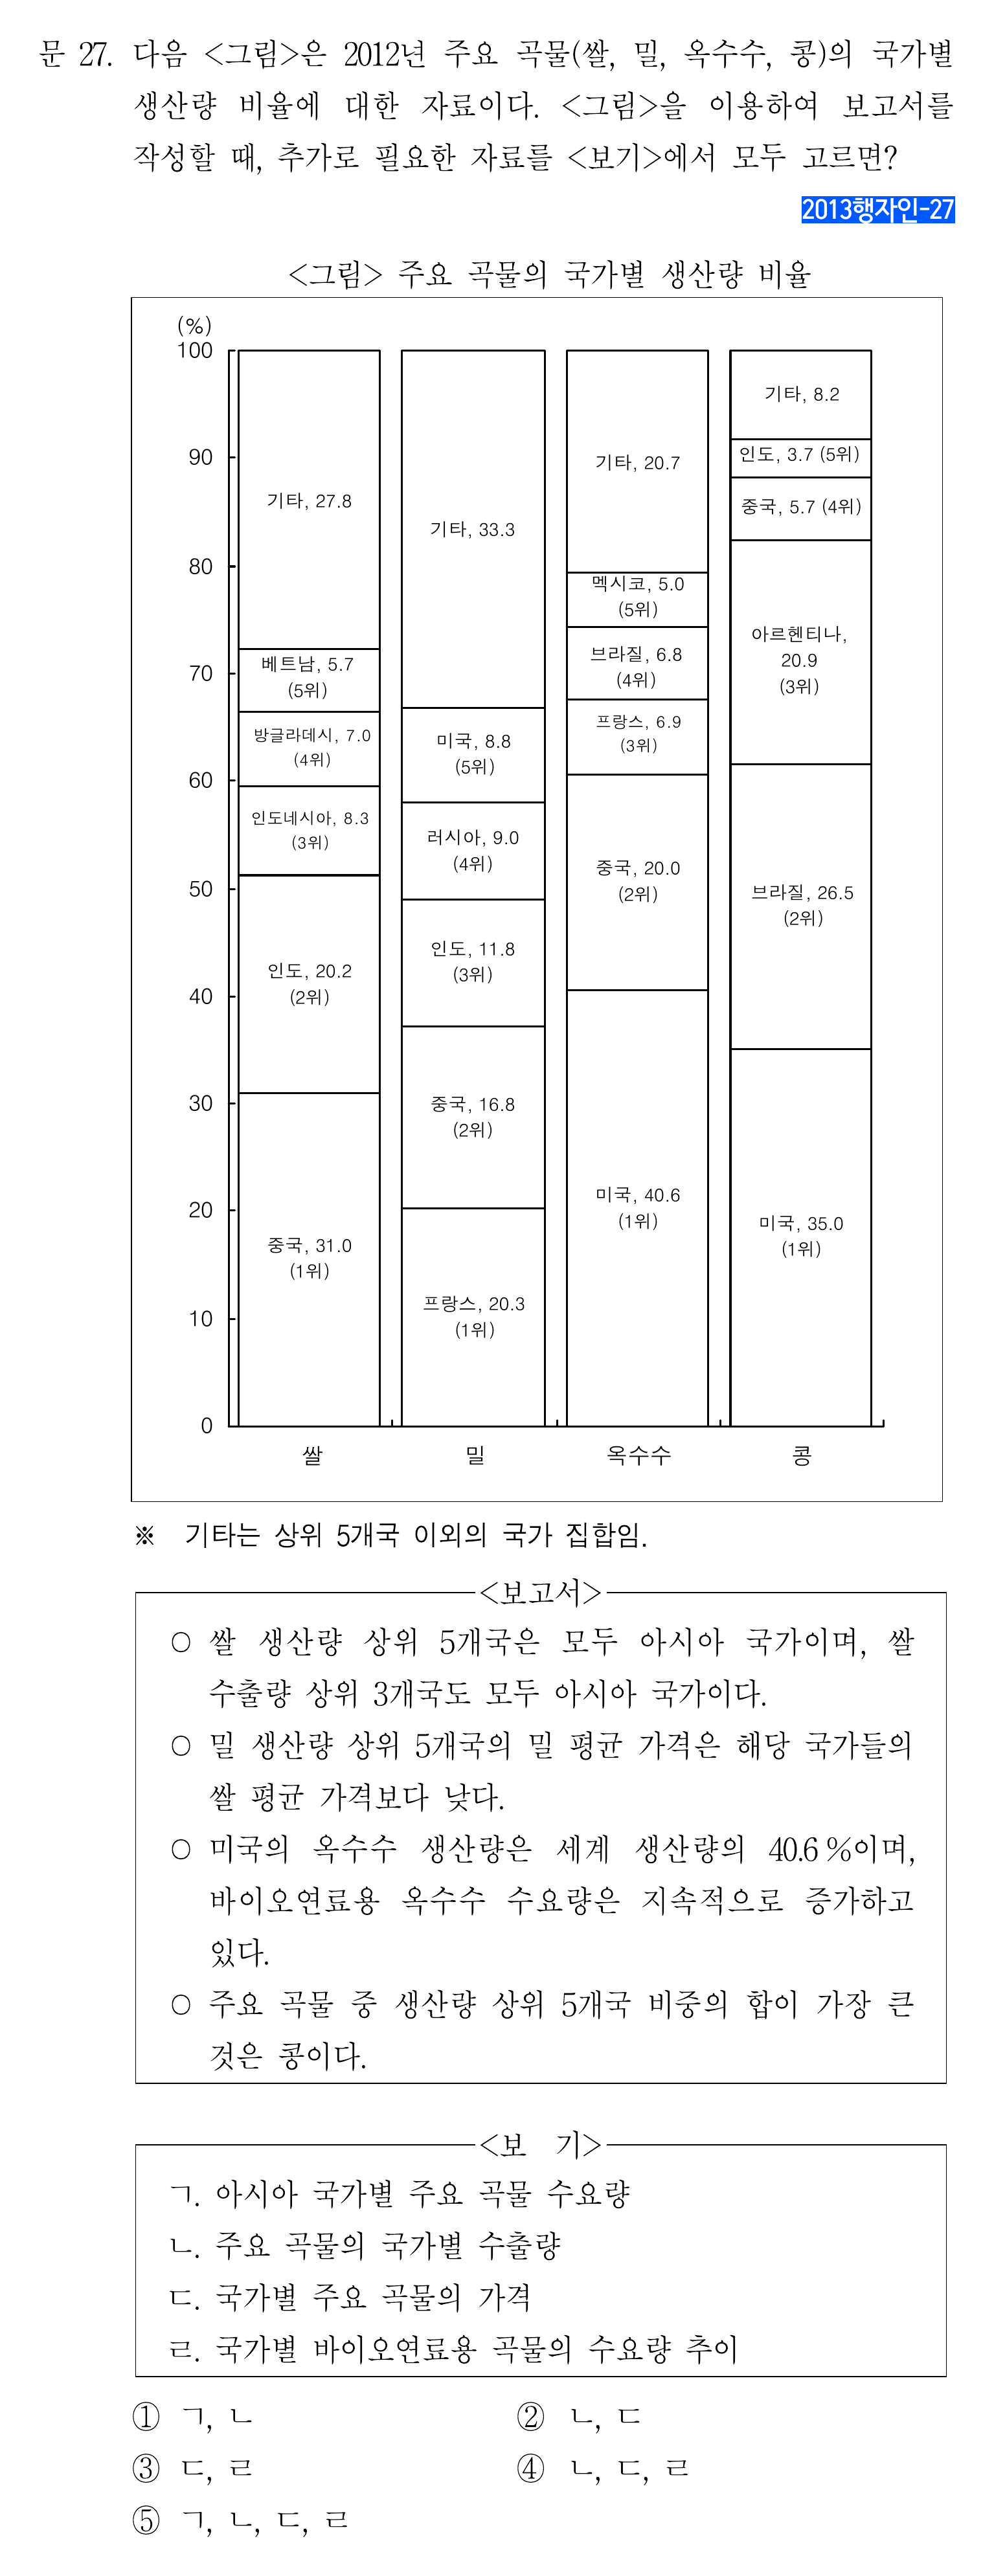 문 27. 다음 <그림>은 2012년 주요 곡물(쌀, 밀, 옥수수, 콩)의 국가별
생산량 비율에 대한 자료이다. <그림>을 이용하여 보고서를
작성할 때, 추가로 필요한 자료를 <보기>에서 모두 고르면?
2013행자인-27
<그림> 주요 곡물의 국가별 생산량 비율
(%)
100
90
80
70
60
50
40
30
20
10
0
기타, 27.8
베트남, 5.7
(5위)
방글라데시, 7.0
(4위)
인도네시아, 8.3
(3위)
인도, 20.2
(2위)
중국, 31.0
(1위)
쌀
기타, 33.3
미국, 8.8
(5위)
러시아, 9.0
(4위)
인도, 11.8
(3위)
중국, 16.8
(2위)
프랑스, 20.3
(1위)
밀
기타, 20.7
멕시코, 5.0
(5위)
브라질, 6.8
(4위)
프랑스, 6.9
(3위)
중국, 20.0
(2위)
미국, 40.6
(1위)
옥수수
기타, 8.2
인도, 3.7 (5위)
중국, 5.7 (4위)
아르헨티나,
20.9
(3위)
브라질, 26.5
(2위)
미국, 35.0
(1위)
콩
※ 기타는 상위 5개국 이외의 국가 집합임.
<보고서>
○ 쌀 생산량 상위 5개국은 모두 아시아 국가이며, 쌀
수출량 상위 3개국도 모두 아시아 국가이다.
○ 밀 생산량 상위 5개국의 밀 평균 가격은 해당 국가들의
쌀 평균 가격보다 낮다.
○ 미국의 옥수수 생산량은 세계 생산량의 40.6%이며,
바이오연료용 옥수수 수요량은 지속적으로 증가하고
있다.
○ 주요 곡물 중 생산량 상위 5개국 비중의 합이 가장 큰
것은 콩이다.
<보 기>
ㄱ. 아시아 국가별 주요 곡물 수요량
ㄴ. 주요 곡물의 국가별 수출량
ㄷ. 국가별 주요 곡물의 가격
ㄹ. 국가별 바이오연료용 곡물의 수요량 추이
① ㄱ, ㄴ ② ㄴ, ㄷ
③ ㄷ, ㄹ ④ ㄴ, ㄷ, ㄹ
⑤ ㄱ, ㄴ, ㄷ, ㄹ